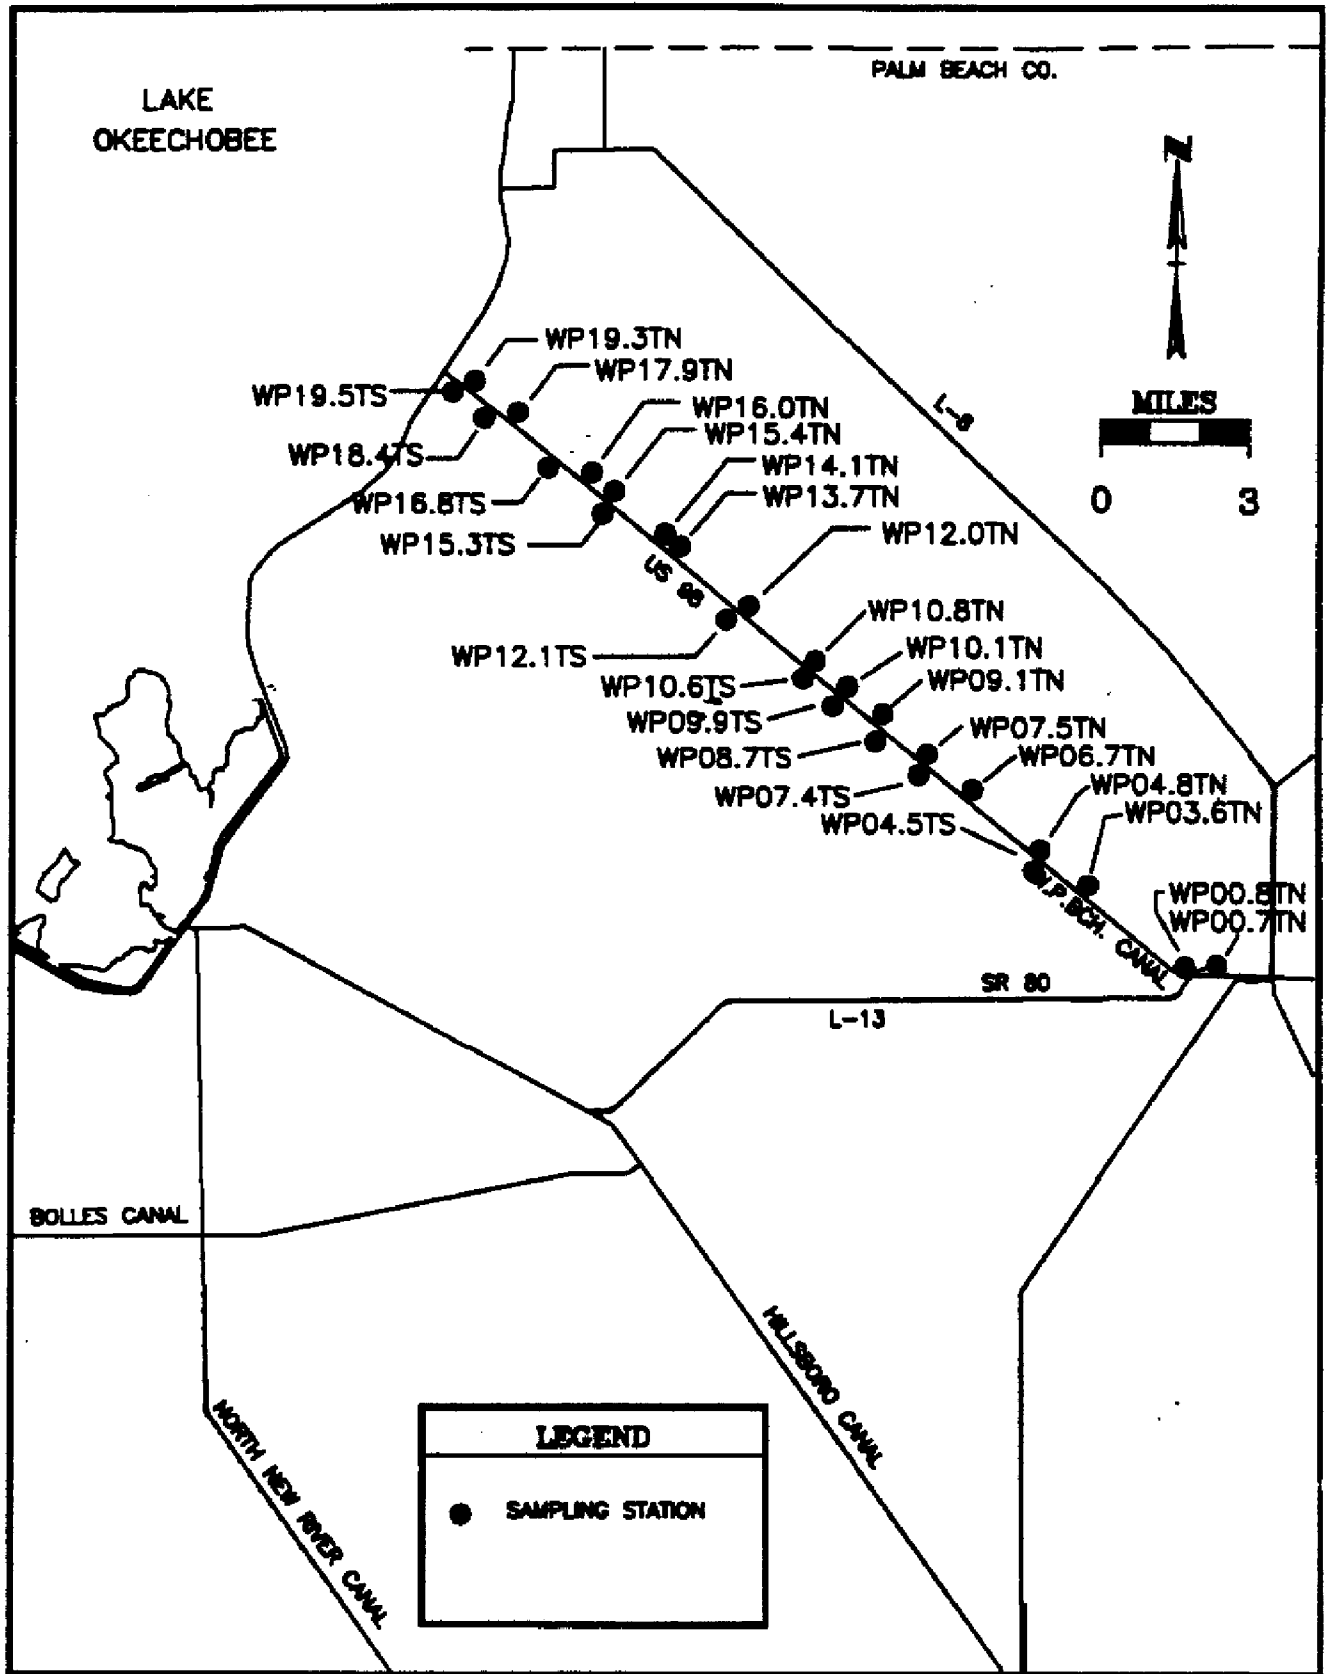 PALM BEACH CO.
LAKE
OKEECHOBEE
N
WP19.3TN
WP17.9TN
WP19.5TS
WP16.0TN
WP15.4TN
WP18.4TS
WP14.1TN
WP16.8TS
WP13.7TN
WP15.3TS
WP12.0TN
L-8
MILES
0 3
US 98
WP10.8TN
WP12.1TS
WP10.1TN
WP10.6TS
WP09.1TN
WP09.9TS
WP07.5TN
WP08.7TS
WP06.7TN
WP07.4TS
WP04.8TN
WP04.5TS
WP03.6TN
WP00.8TN
WP00.7TN
W.P.BCH. CANAL
SR 80
L-13
BOLLES CANAL
HILLSBORO CANAL
NORTH NEW RIVER CANAL
LEGEND
SAMPLING STATION